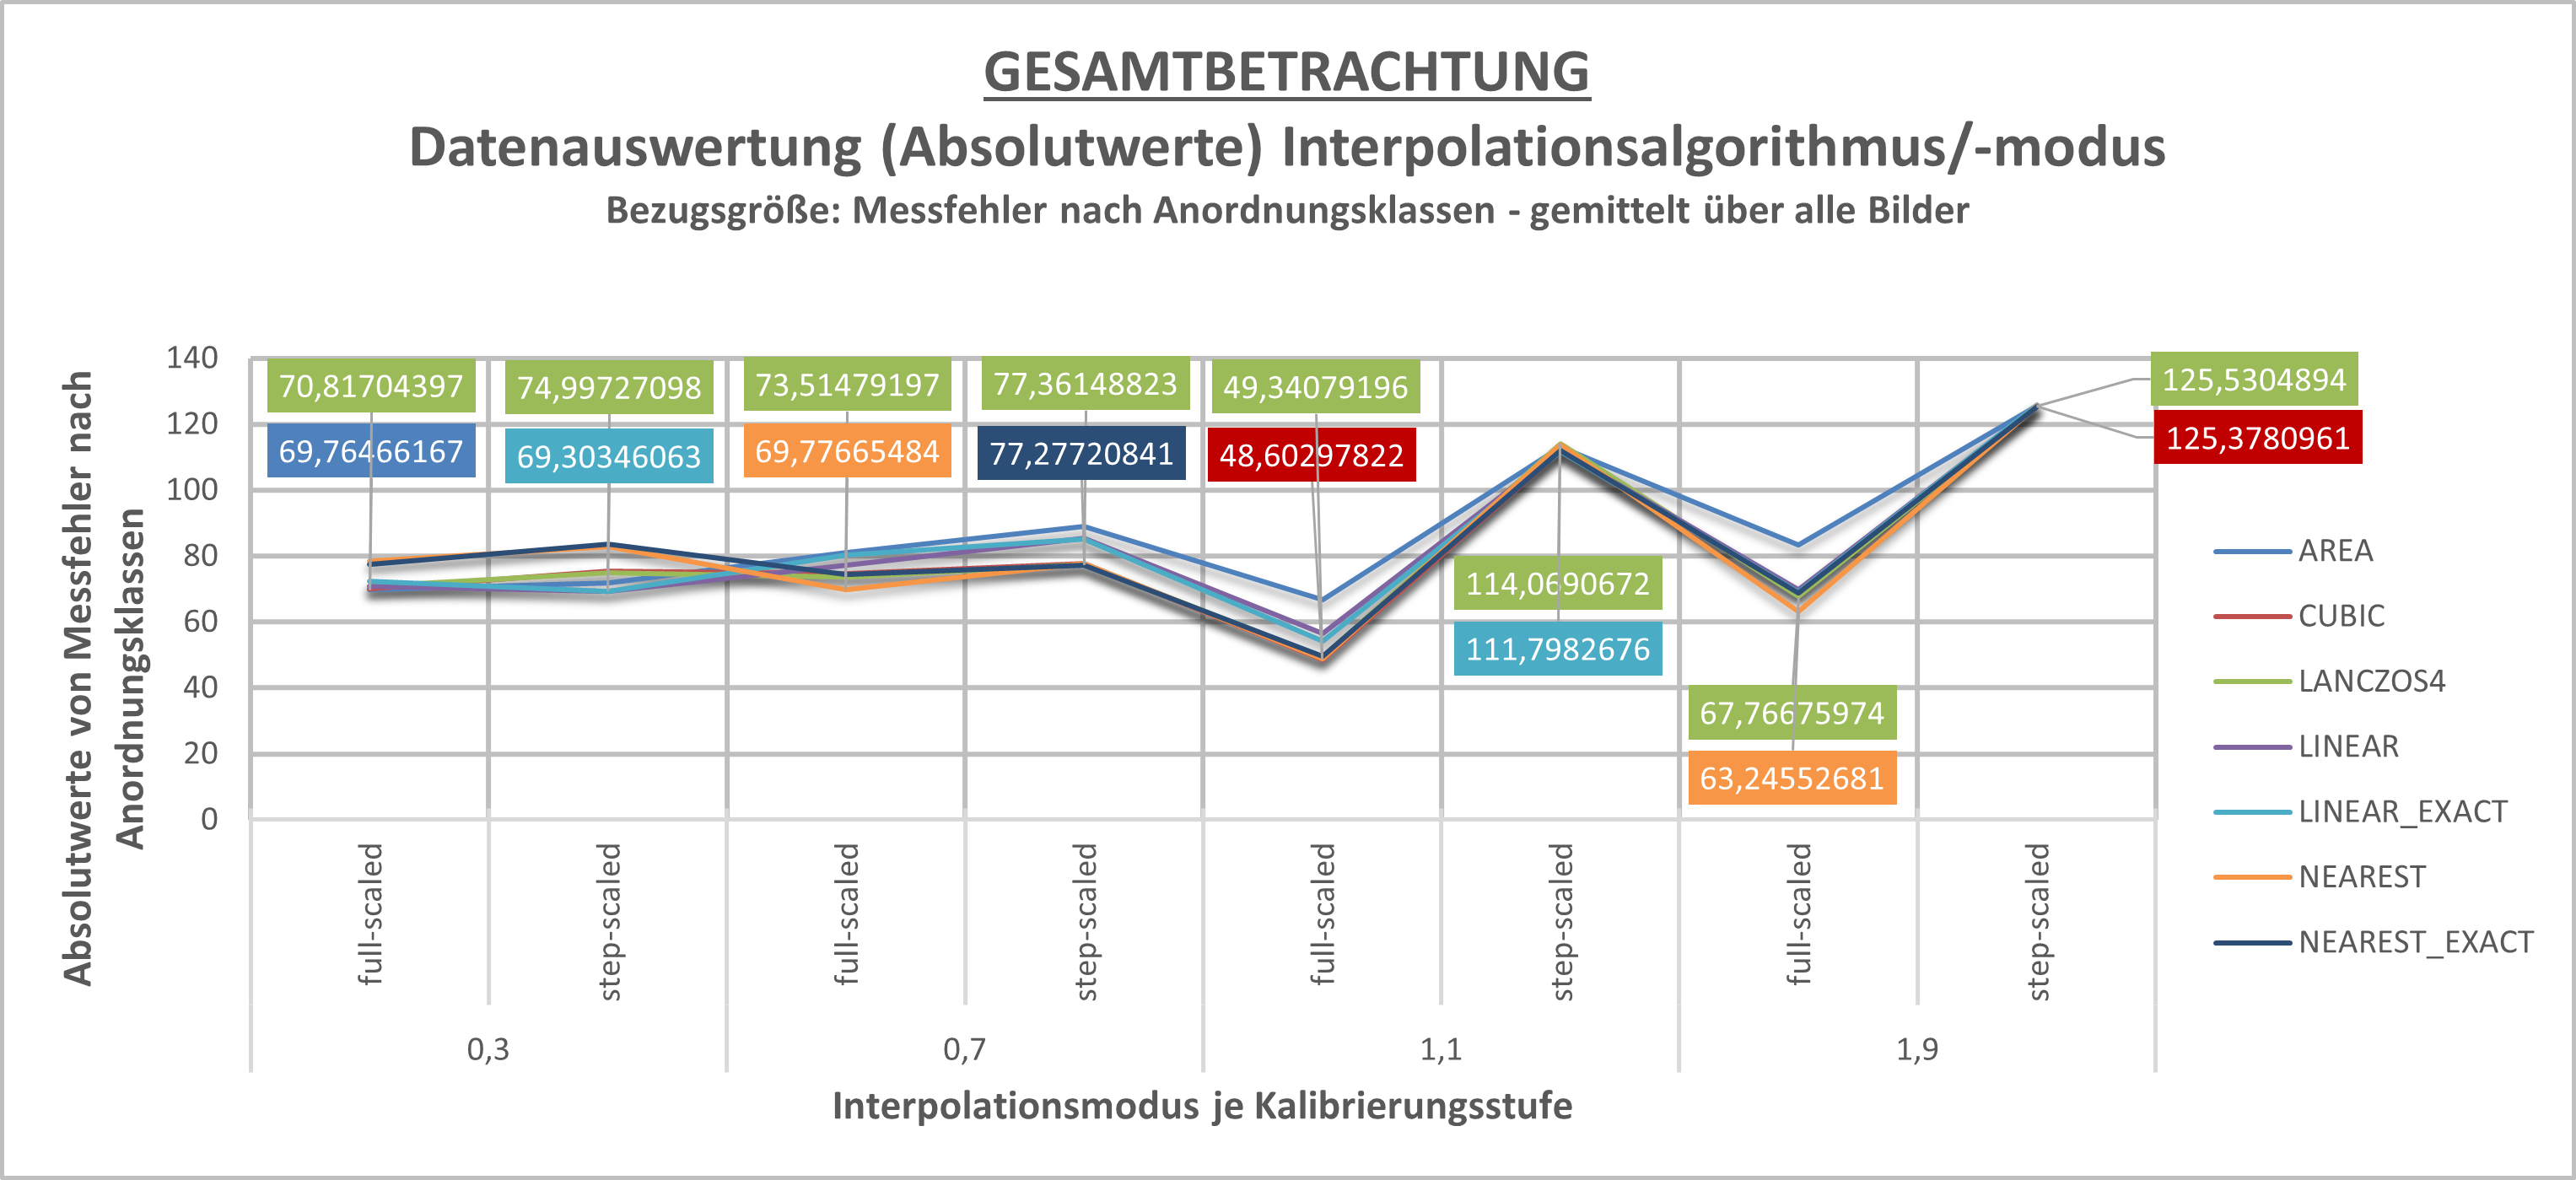 GESAMTBETRACHTUNG
Datenauswertung (Absolutwerte) Interpolationsalgorithmus/-modus
Bezugsgröße: Messfehler nach Anordnungsklassen - gemittelt über alle Bilder
Absolutwerte von Messfehler nach
Anordnungsklassen
140
120
100
80
60
40
20
0
70,81704397
69,76466167
74,99727098
69,30346063
73,51479197
69,77665484
77,36148823
77,27720841
49,34079196
48,60297822
114,0690672
111,7982676
67,76675974
63,24552681
125,5304894
125,3780961
full-scaled
step-scaled
full-scaled
step-scaled
full-scaled
step-scaled
full-scaled
step-scaled
0,3
0,7
1,1
1,9
Interpolationsmodus je Kalibrierungsstufe
AREA
CUBIC
LANCZOS4
LINEAR
LINEAR_EXACT
NEAREST
NEAREST_EXACT